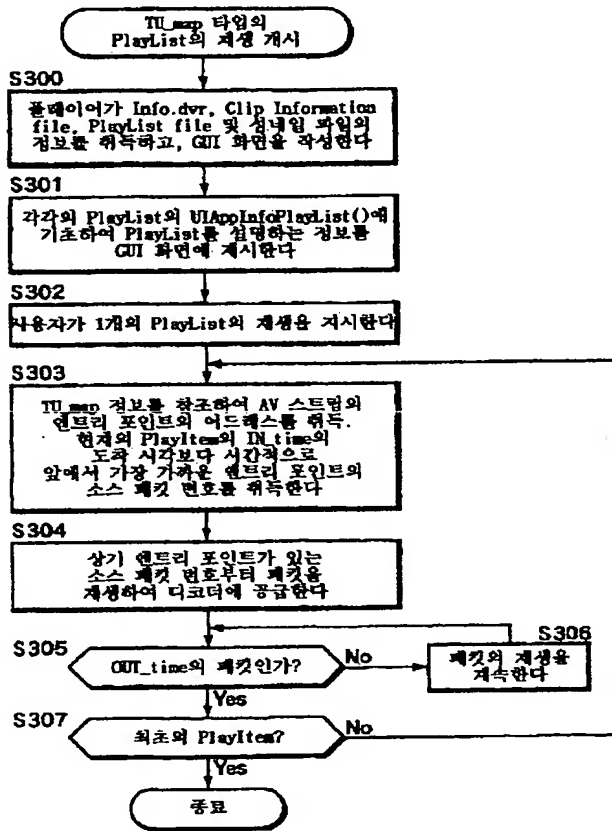 TU_map 타입의
PlayList의 재생 개시
S300
플레이어가 Info.dvr, Clip Information
file, PlayList file 및 섬네일 파일의
정보를 취득하고, GUI 화면을 작성한다
S301
각각의 PlayList의 UIAppInfoPlayList()에
기초하여 PlayList를 설명하는 정보를
GUI 화면에 제시한다
S302
사용자가 1개의 PlayList의 재생을 지시한다
S303
TU_map 정보를 참조하여 AV 스트림의
엔트리 포인트의 어드레스를 취득.
현재의 PlayItem의 IN_time의
도착 시각보다 시간적으로
앞에서 가장 가까운 엔트리 포인트의
소스 패킷 번호를 취득한다
S304
상기 엔트리 포인트가 있는
소스 패킷 번호부터 패킷을
재생하여 디코더에 공급한다
S305
OUT_time의 패킷인가?
No
S306
패킷의 재생을
계속한다
Yes
S307
최초의 PlayItem?
No
Yes
종료